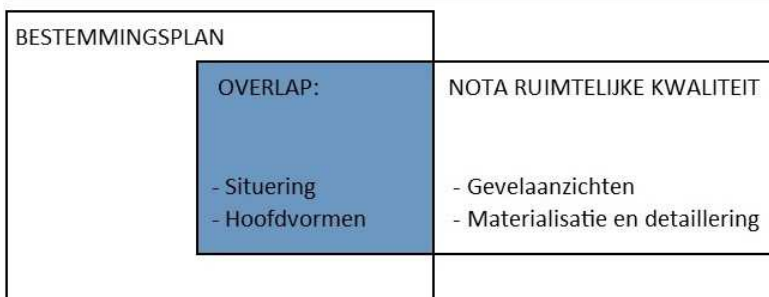 BESTEMMINGSPLAN
OVERLAP:
- Situering
- Hoofdvormen
NOTA RUIMTELIJKE KWALITEIT
- Gevelaanzichten
- Materialisatie en detaillering